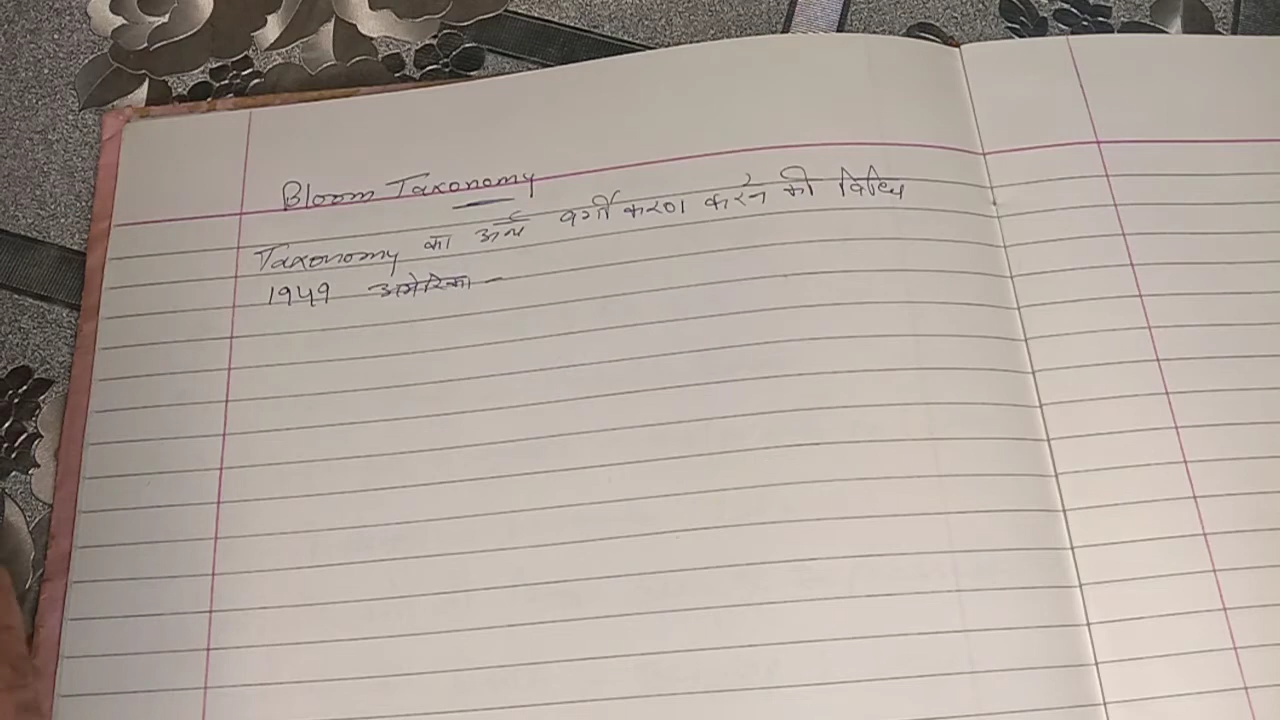 Bloom Taxonomy
Taxonomy का अर्थ वर्गीकरण करने की विधि
1949 अमेरिका -